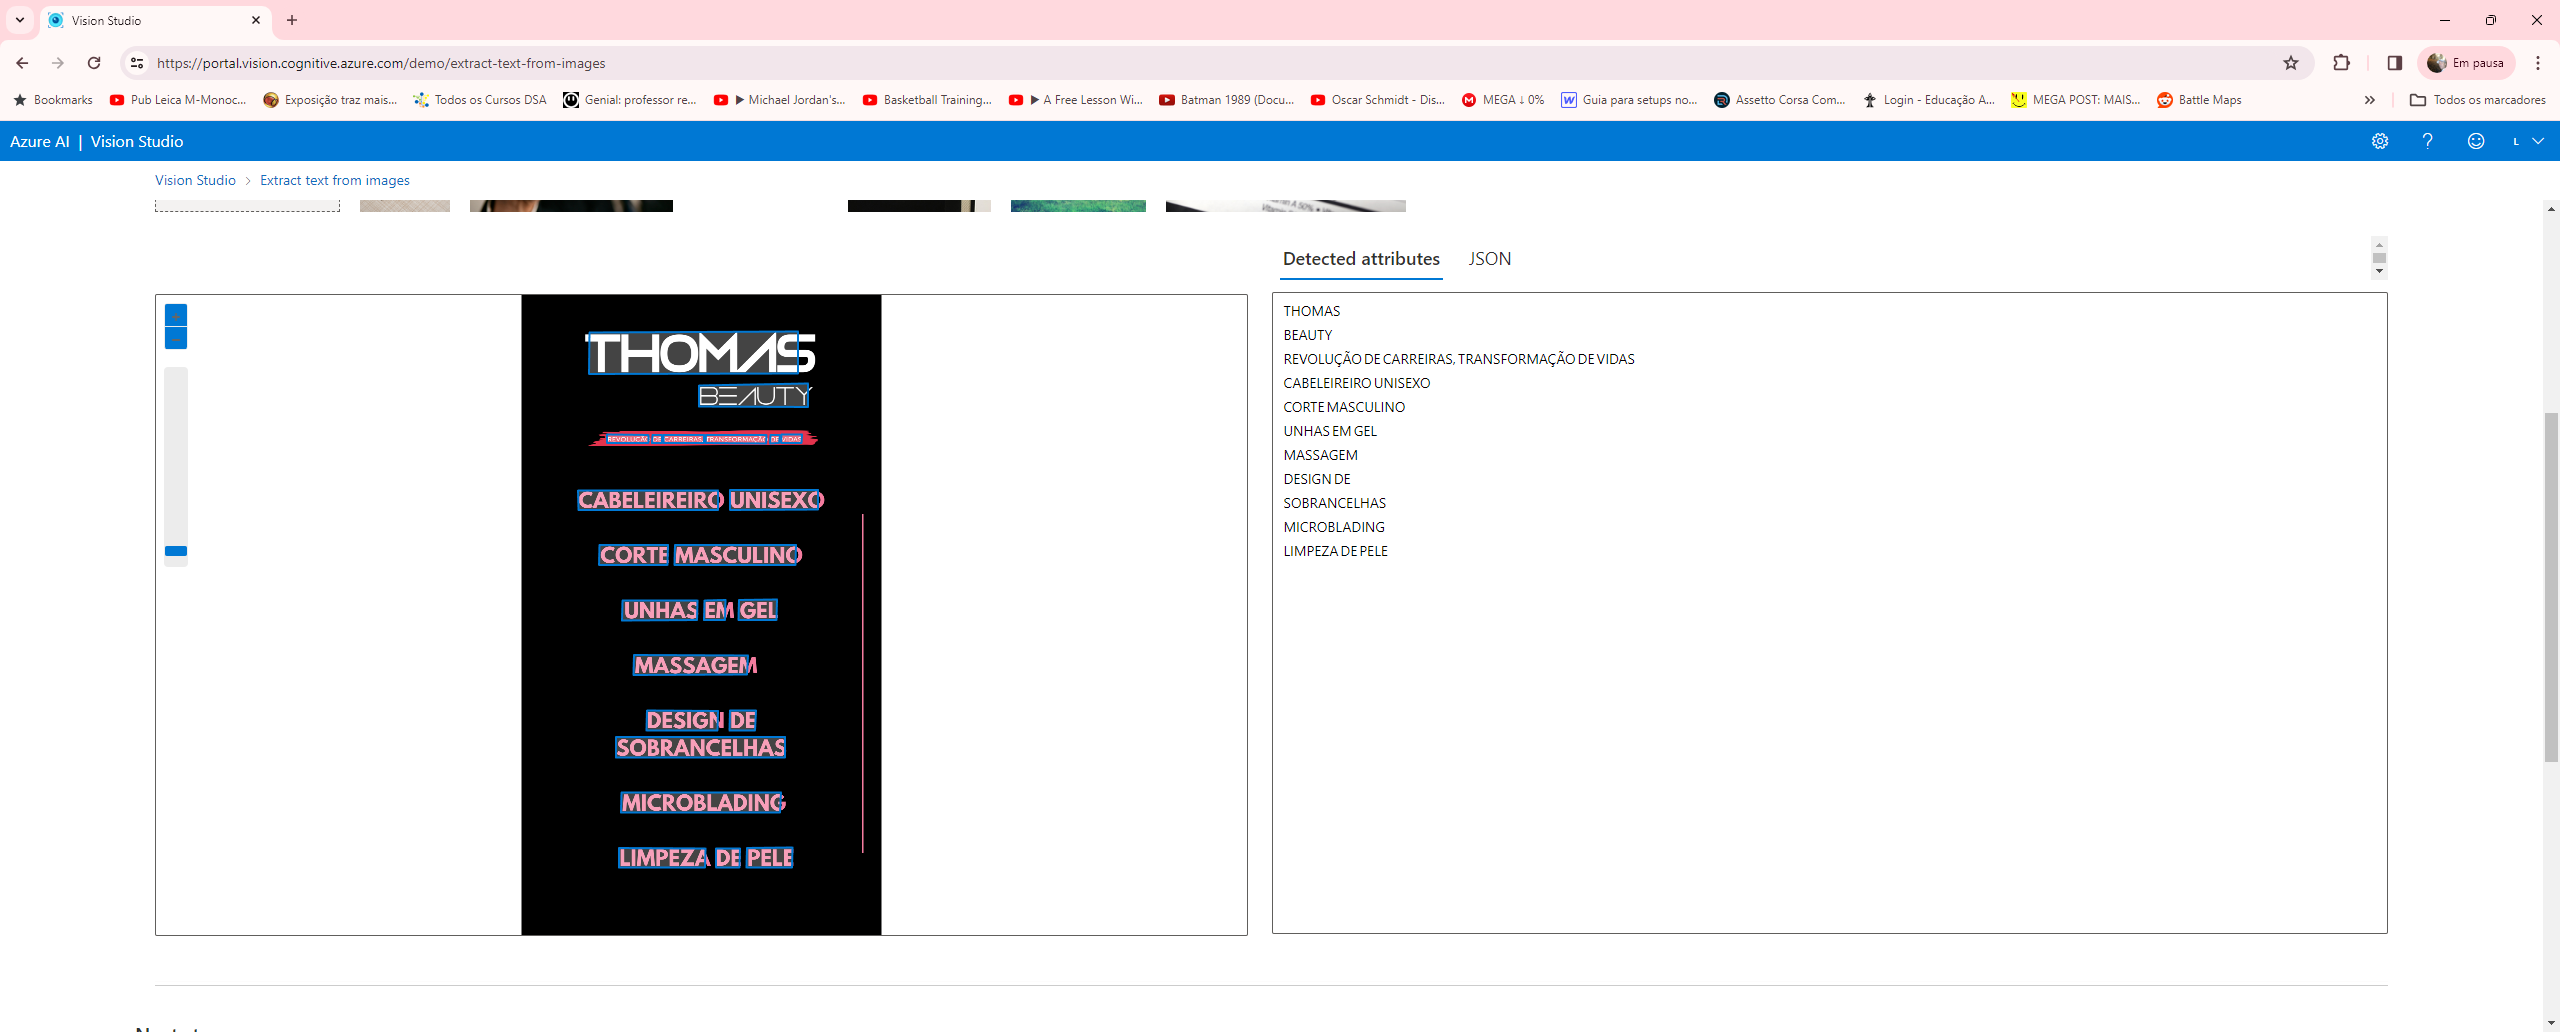 Vision Studio
https://portal.vision.cognitive.azure.com/demo/extract-text-from-images
Em pausa
Bookmarks
Pub Leica M-Monoc...
Exposição traz mais...
Todos os Cursos DSA
Genial: professor re...
▶ Michael Jordan's...
Basketball Training...
▶ A Free Lesson Wi...
Batman 1989 (Docu...
Oscar Schmidt - Dis...
MEGA ↓ 0%
Guia para setups no...
Assetto Corsa Com...
Login - Educação A...
MEGA POST: MAIS...
Battle Maps
»
Todos os marcadores
Azure AI | Vision Studio
L
Vision Studio > Extract text from images
THOMAS
BEAUTY
REVOLUÇÃO DE CARREIRAS, TRANSFORMAÇÃO DE VIDAS
CABELEIREIRO UNISEXO
CORTE MASCULINO
UNHAS EM GEL
MASSAGEM
DESIGN DE
SOBRANCELHAS
MICROBLADING
LIMPEZA DE PELE
Detected attributes
JSON
THOMAS
BEAUTY
REVOLUÇÃO DE CARREIRAS, TRANSFORMAÇÃO DE VIDAS
CABELEIREIRO UNISEXO
CORTE MASCULINO
UNHAS EM GEL
MASSAGEM
DESIGN DE
SOBRANCELHAS
MICROBLADING
LIMPEZA DE PELE